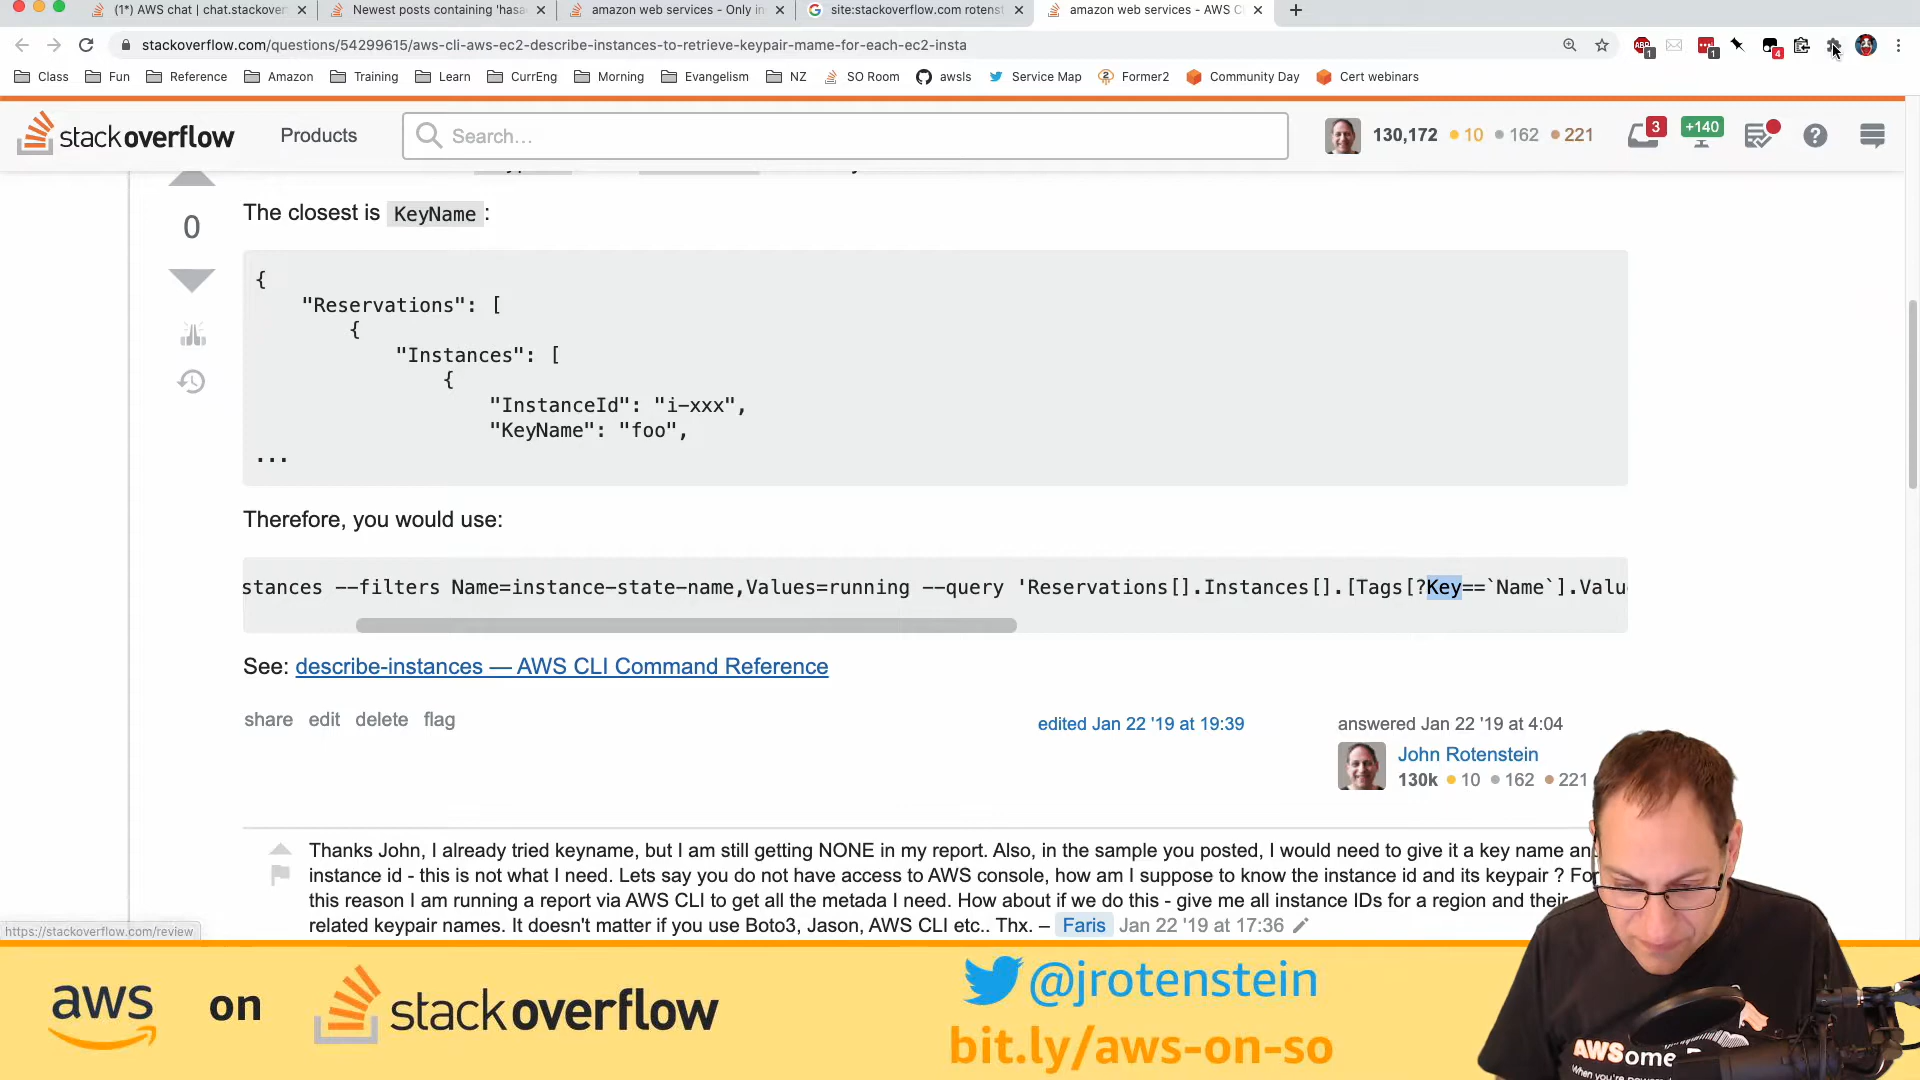 (1*) AWS chat | chat.stackover
Newest posts containing 'hasa
amazon web services - Only in
site:stackoverflow.com rotenst
amazon web services - AWS C
stackoverflow.com/questions/54299615/aws-cli-aws-ec2-describe-instances-to-retrieve-keypair-mame-for-each-ec2-insta
Class Fun Reference Amazon Training Learn CurrEng Morning Evangelism NZ SO Room awsls Service Map Former2 Community Day Cert webinars
stackoverflow Products Search... 130,172 10 162 221 3 +140
The closest is KeyName:
0
{
"Reservations": [
{
"Instances": [
{
"InstanceId": "i-xxx",
"KeyName": "foo",
...
Therefore, you would use:
stances --filters Name=instance-state-name,Values=running --query 'Reservations[].Instances[].[Tags[?Key==`Name`].Valu
See: describe-instances — AWS CLI Command Reference
share edit delete flag
edited Jan 22 '19 at 19:39
answered Jan 22 '19 at 4:04
John Rotenstein
130k 10 162 221
Thanks John, I already tried keyname, but I am still getting NONE in my report. Also, in the sample you posted, I would need to give it a key name an
instance id - this is not what I need. Lets say you do not have access to AWS console, how am I suppose to know the instance id and its keypair ? For
this reason I am running a report via AWS CLI to get all the metada I need. How about if we do this - give me all instance IDs for a region and their
related keypair names. It doesn't matter if you use Boto3, Jason, AWS CLI etc.. Thx. – Faris Jan 22 '19 at 17:36
https://stackoverflow.com/review
aws on stackoverflow
@jrotenstein
bit.ly/aws-on-so
AWSome
When you're